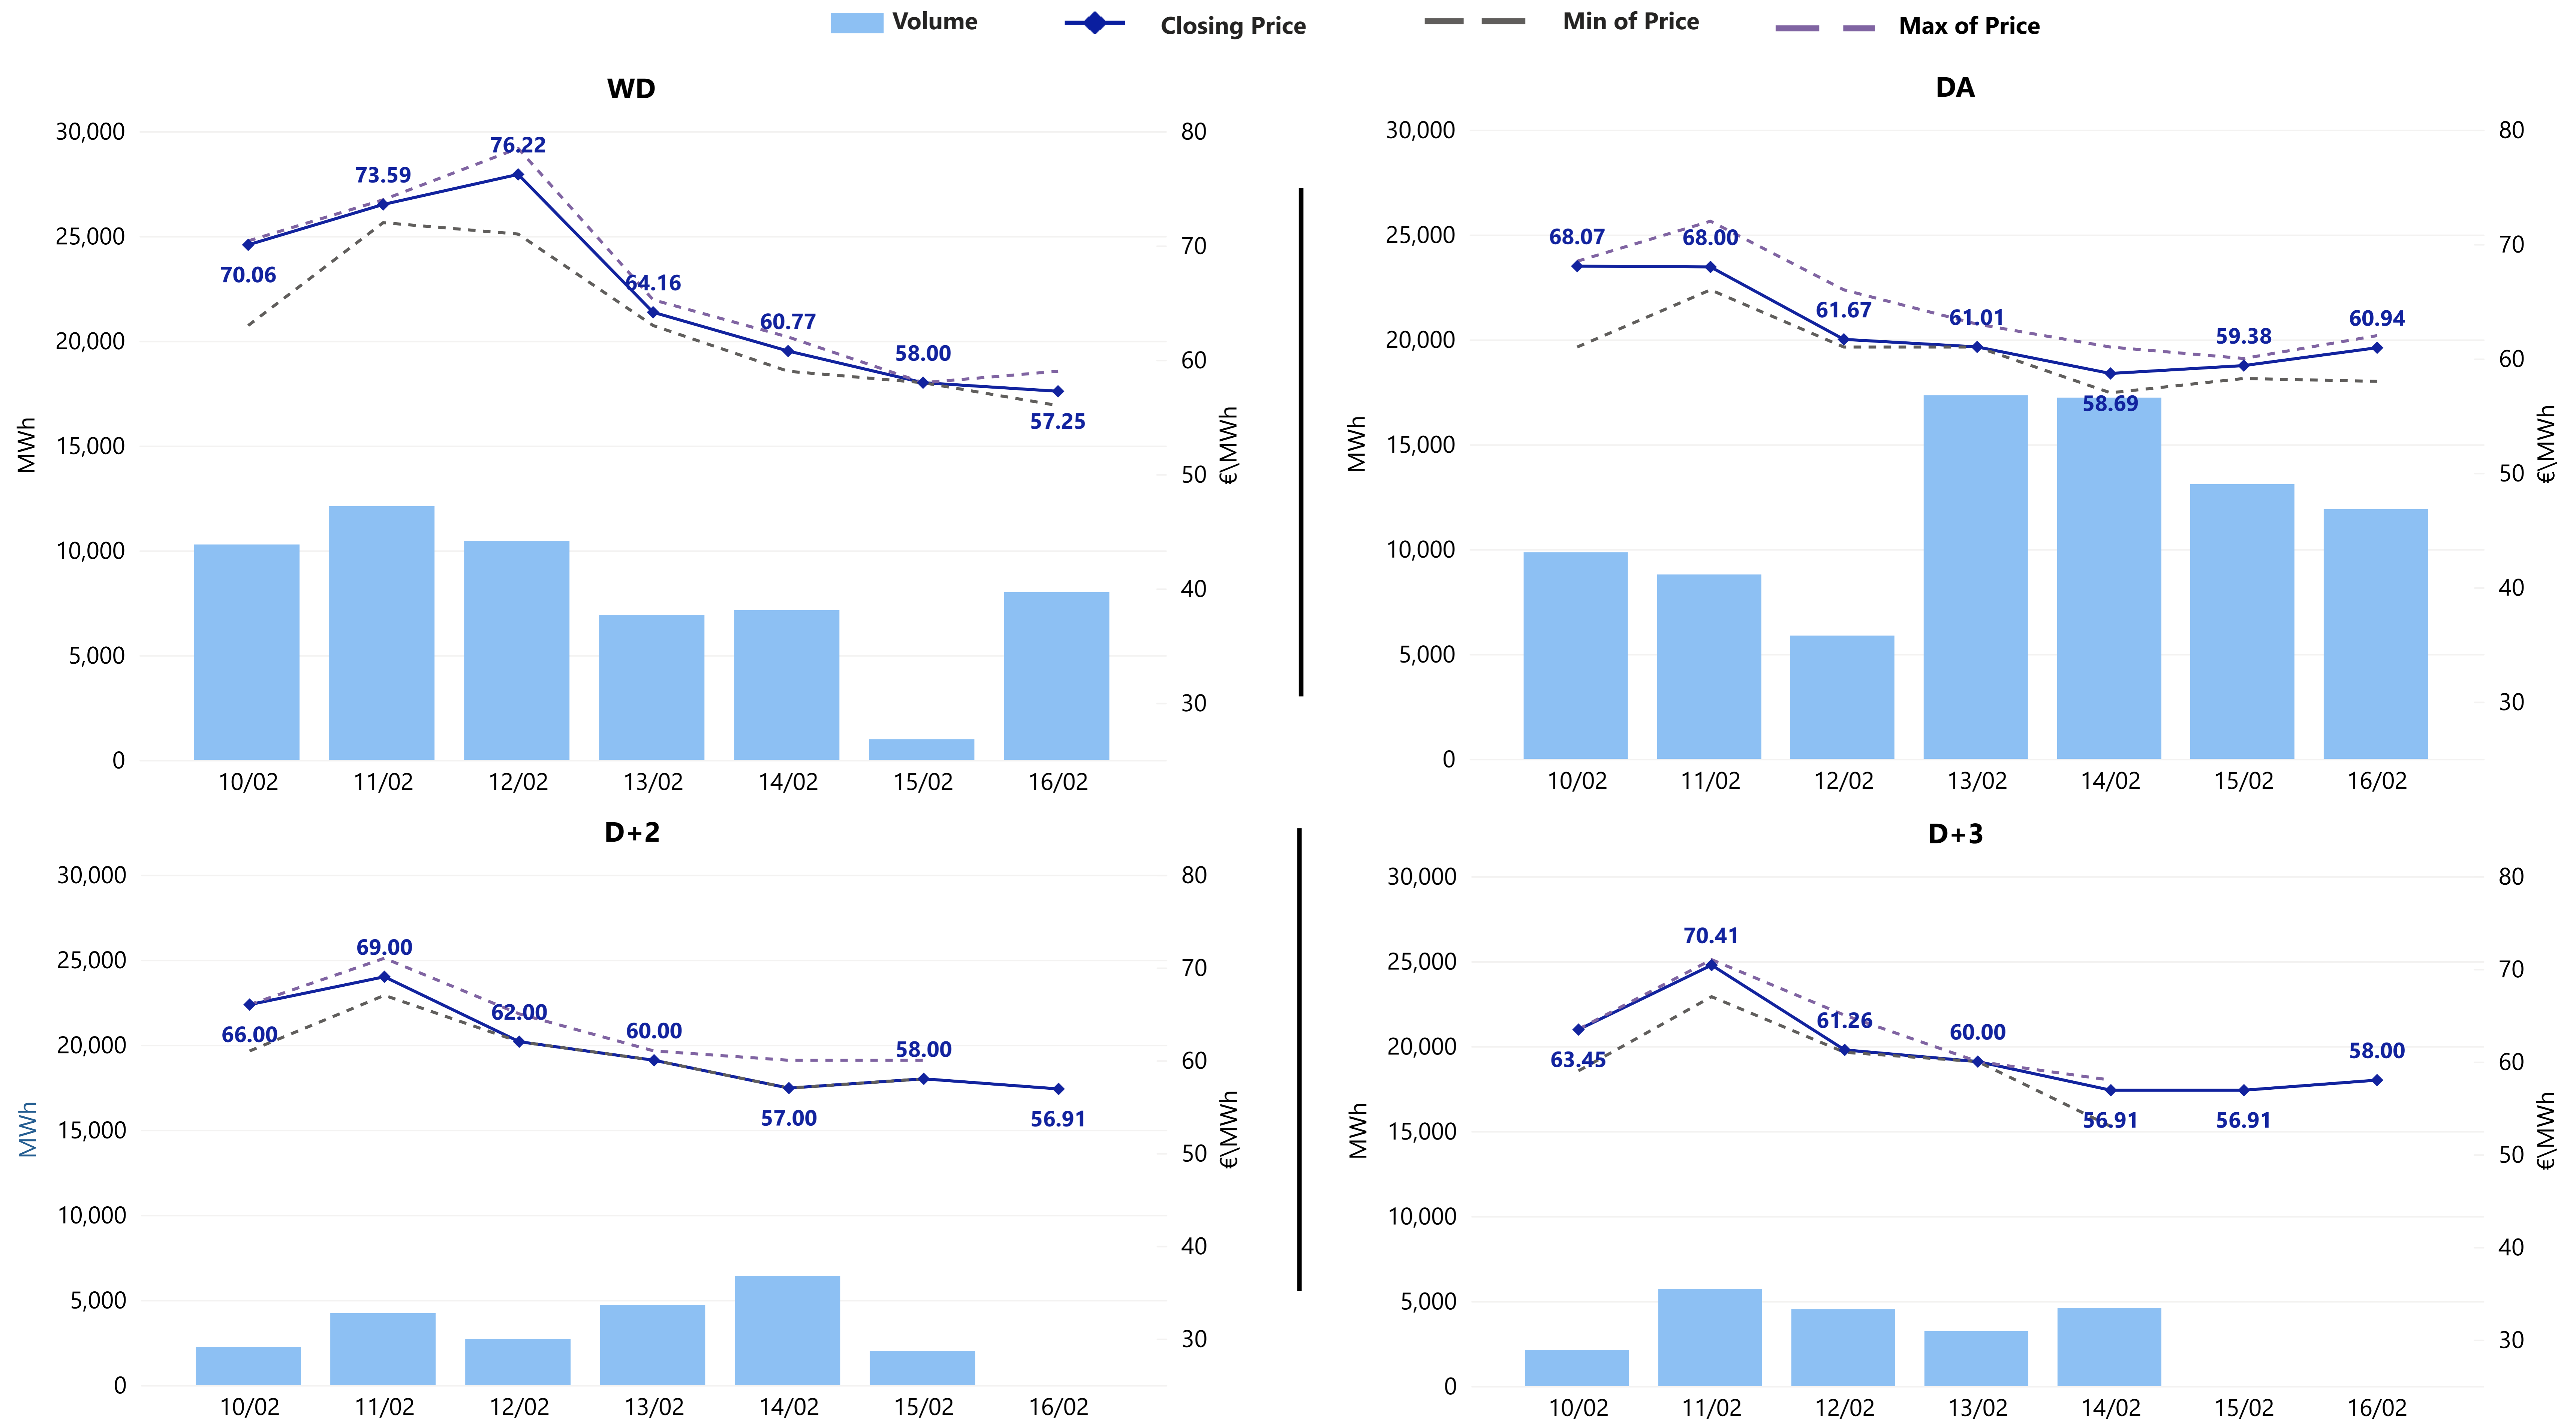 Volume Closing Price Min of Price Max of Price
WD
30,000
25,000
20,000
15,000
10,000
5,000
0
MWh
80
70
60
50
40
30
€\MWh
70.06 73.59 76.22 64.16 60.77 58.00 57.25
10/02 11/02 12/02 13/02 14/02 15/02 16/02
DA
30,000
25,000
20,000
15,000
10,000
5,000
0
MWh
80
70
60
50
40
30
€\MWh
68.07 68.00 61.67 61.01 58.69 59.38 60.94
10/02 11/02 12/02 13/02 14/02 15/02 16/02
D+2
30,000
25,000
20,000
15,000
10,000
5,000
0
MWh
80
70
60
50
40
30
€\MWh
66.00 69.00 62.00 60.00 57.00 58.00 56.91
10/02 11/02 12/02 13/02 14/02 15/02 16/02
D+3
30,000
25,000
20,000
15,000
10,000
5,000
0
MWh
80
70
60
50
40
30
€\MWh
63.45 70.41 61.26 60.00 56.91 56.91 58.00
10/02 11/02 12/02 13/02 14/02 15/02 16/02